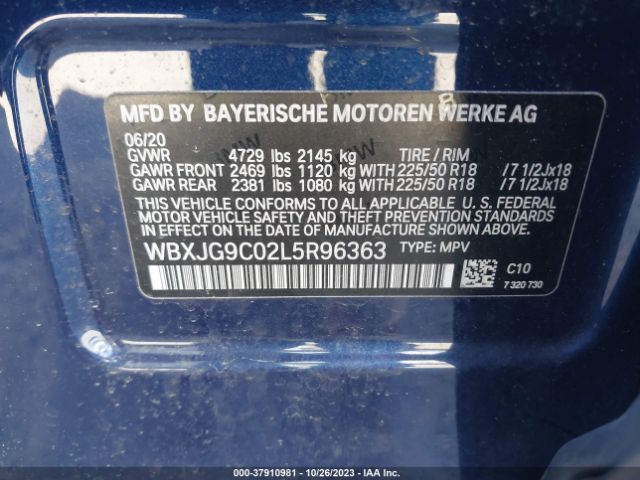 MFD BY BAYERISCHE MOTOREN WERKE AG
06/20
GVWR 4729 lbs 2145 kg TIRE / RIM
GAWR FRONT 2469 lbs 1120 kg WITH 225/50 R18 /7 1/2Jx18
GAWR REAR 2381 lbs 1080 kg WITH 225/50 R18 /7 1/2Jx18
THIS VEHICLE CONFORMS TO ALL APPLICABLE U. S. FEDERAL
MOTOR VEHICLE SAFETY AND THEFT PREVENTION STANDARDS
IN EFFECT ON THE DATE OF MANUFACTURE SHOWN ABOVE.
WBXJG9C02L5R96363 TYPE: MPV
C10
7 320 730
000-37910981 | 10/26/2023 | IAA Inc.